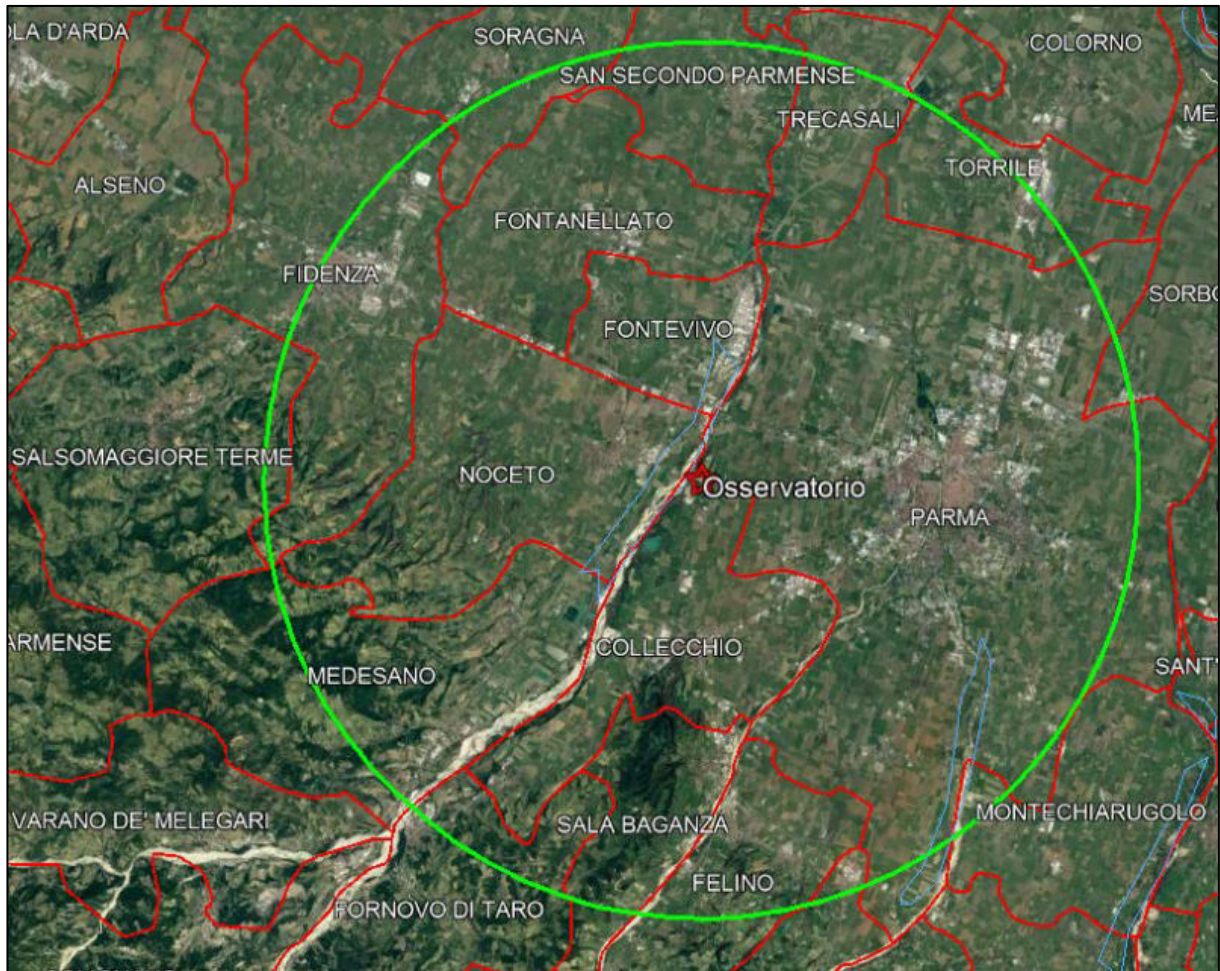 OLA D'ARDA
SORAGNA
COLORNO
SAN SECONDO PARMENSE
TRECASALI
ME
TORRILE
ALSENO
FONTANELLATO
FIDENZA
SORBO
FONTEVIVO
SALSOMAGGIORE TERME
NOCETO
Osservatorio
PARMA
ARMENSE
COLLECCHIO
MEDESANO
SANT'
VARANO DE' MELEGARI
SALA BAGANZA
MONTECHIARUGOLO
FELINO
FORNOVO DI TARO